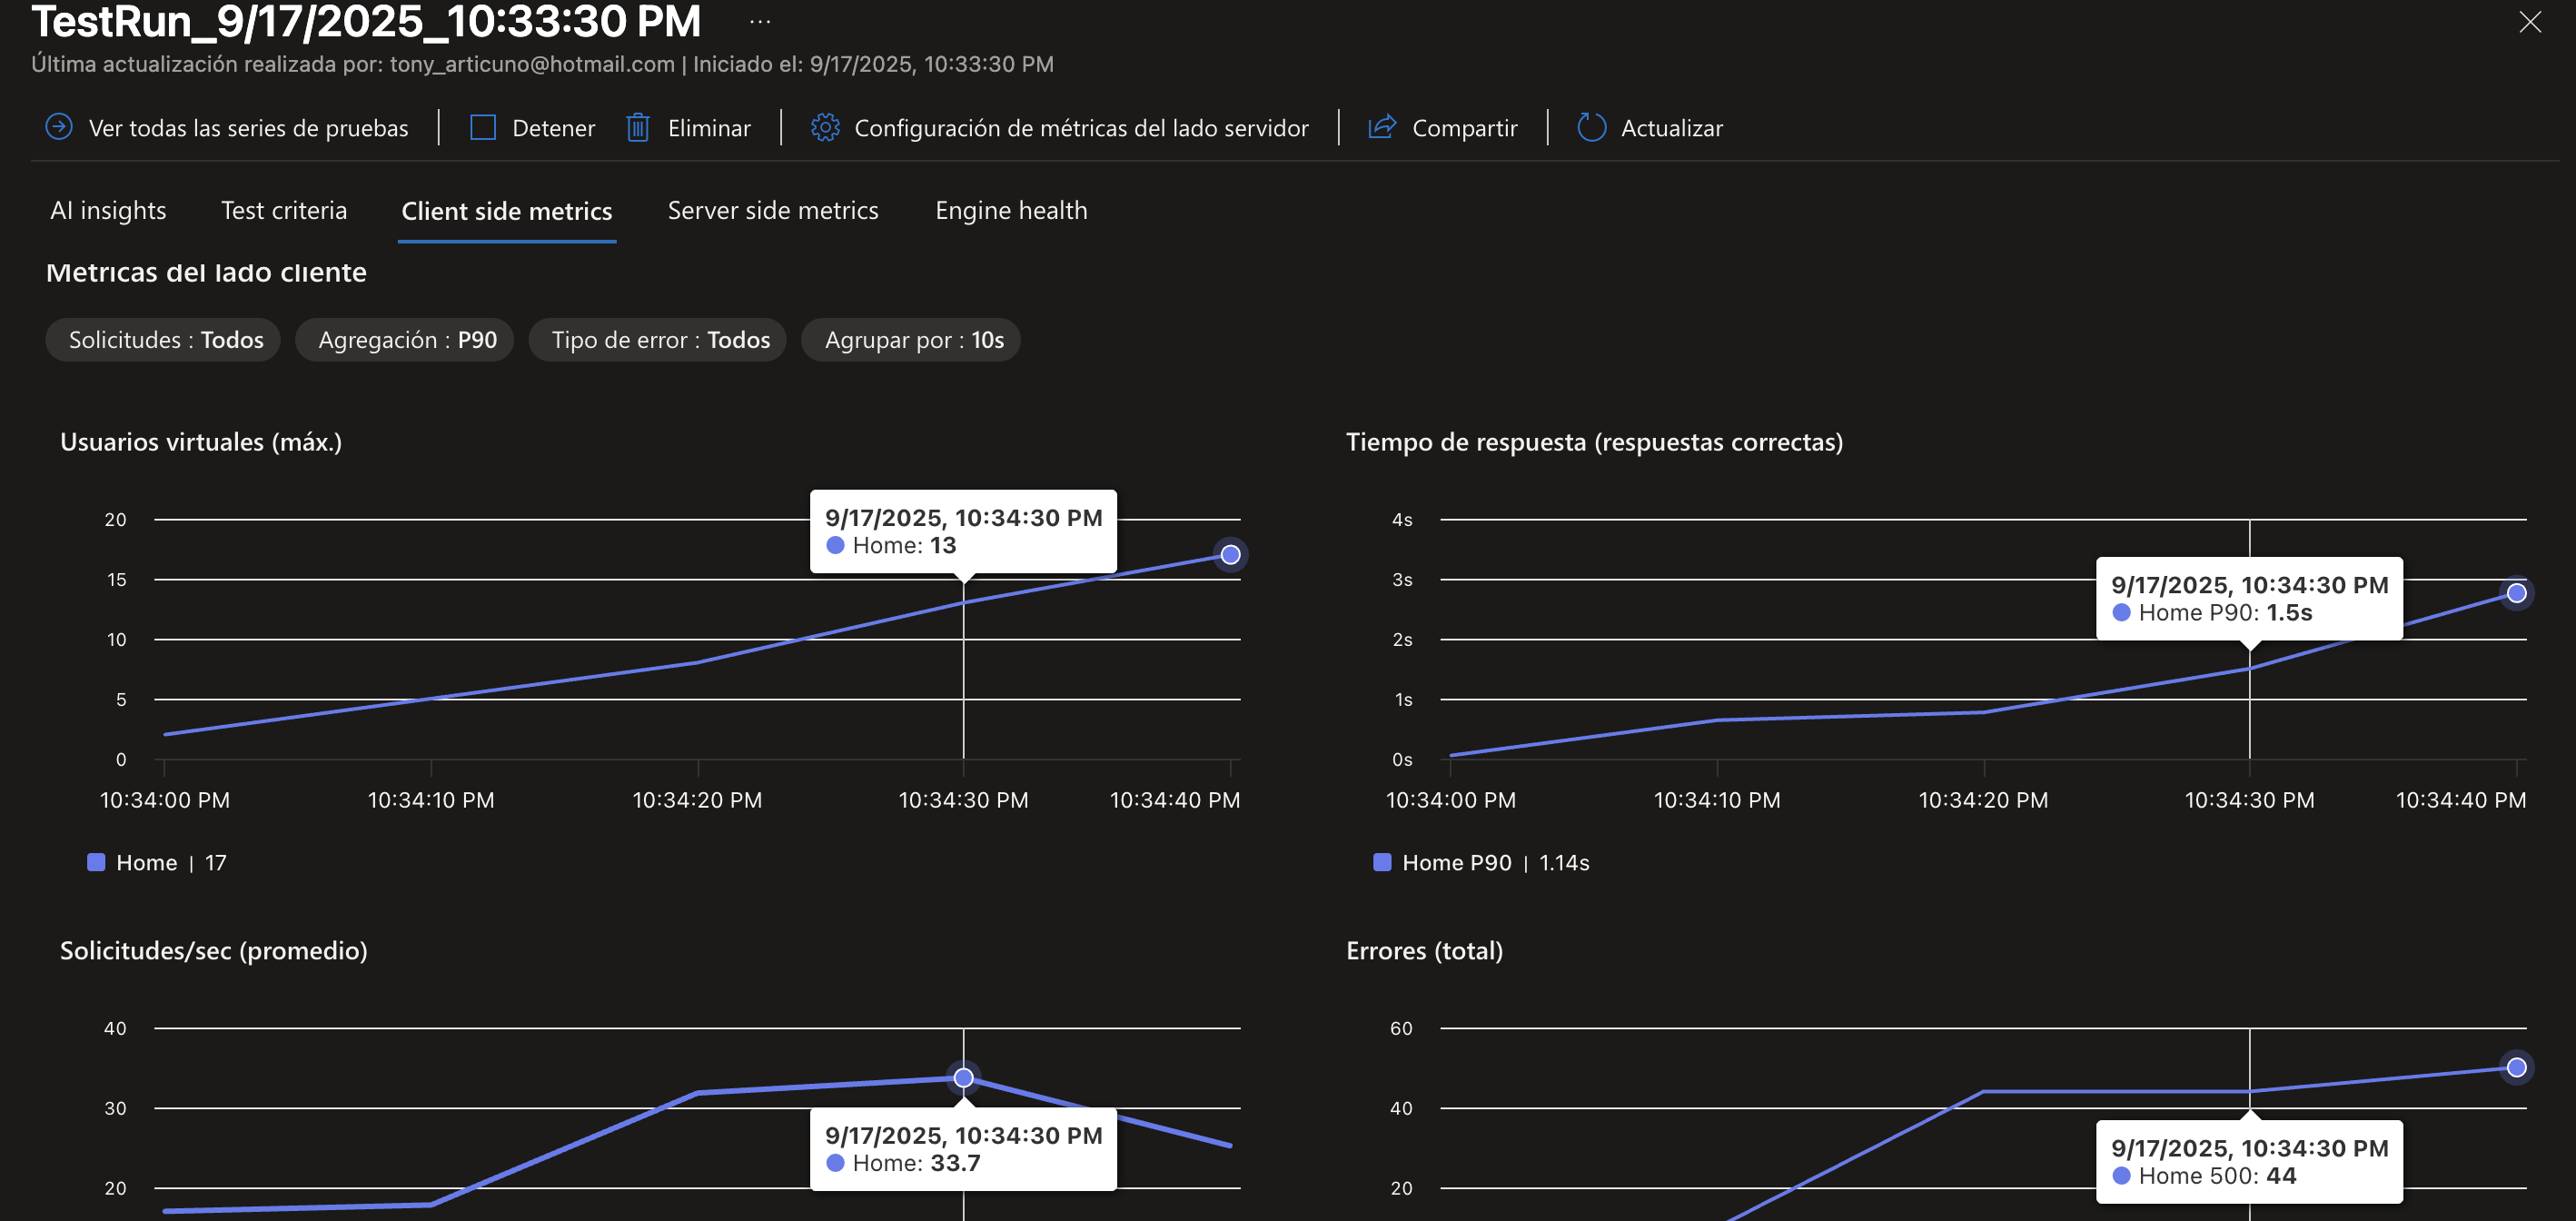 TestRun_9/17/2025_10:33:30 PM ...
Última actualización realizada por: tony_articuno@hotmail.com | Iniciado el: 9/17/2025, 10:33:30 PM
Ver todas las series de pruebas | Detener Eliminar | Configuración de métricas del lado servidor | Compartir | Actualizar
AI insights Test criteria Client side metrics Server side metrics Engine health
Métricas del lado cliente
Solicitudes : Todos Agregación : P90 Tipo de error : Todos Agrupar por : 10s
Usuarios virtuales (máx.)
20
15
10
5
0
9/17/2025, 10:34:30 PM
Home: 13
10:34:00 PM 10:34:10 PM 10:34:20 PM 10:34:30 PM 10:34:40 PM
Home | 17
Tiempo de respuesta (respuestas correctas)
4s
3s
2s
1s
0s
9/17/2025, 10:34:30 PM
Home P90: 1.5s
10:34:00 PM 10:34:10 PM 10:34:20 PM 10:34:30 PM 10:34:40 PM
Home P90 | 1.14s
Solicitudes/sec (promedio)
40
30
20
9/17/2025, 10:34:30 PM
Home: 33.7
Errores (total)
60
40
20
9/17/2025, 10:34:30 PM
Home 500: 44